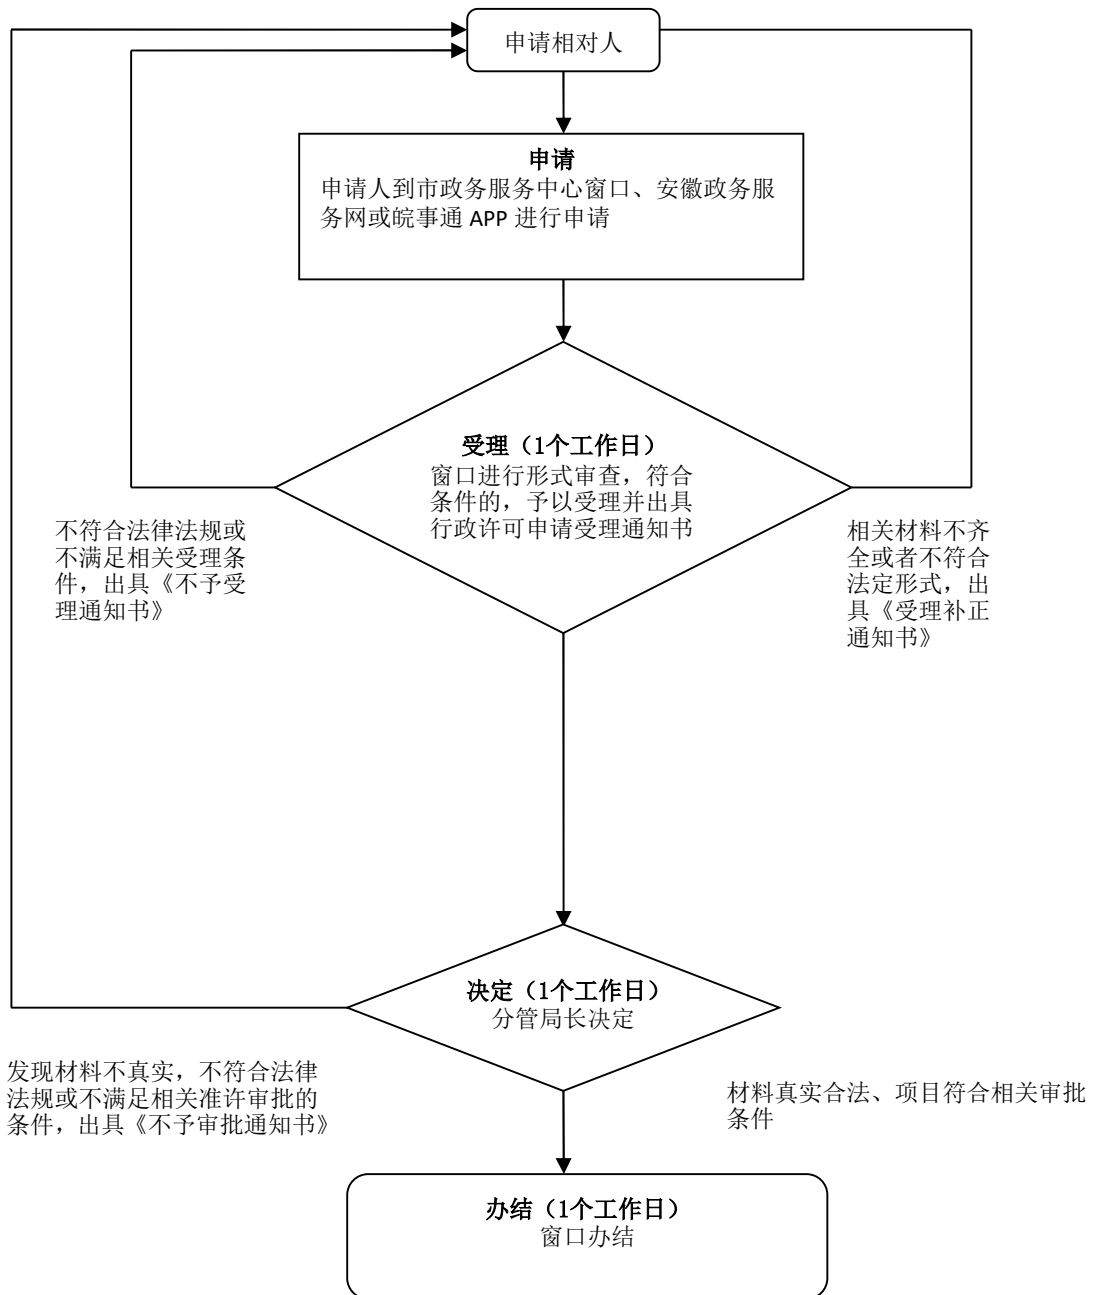 申请相对人
申请
申请人到市政务服务中心窗口、安徽政务服
务网或皖事通 APP 进行申请
受理（1个工作日）
窗口进行形式审查，符合
条件的，予以受理并出具
行政许可申请受理通知书
不符合法律法规或
不满足相关受理条
件，出具《不予受
理通知书》
相关材料不齐
全或者不符合
法定形式，出
具《受理补正
通知书》
决定（1个工作日）
分管局长决定
发现材料不真实，不符合法律
法规或不满足相关准许审批的
条件，出具《不予审批通知书》
材料真实合法、项目符合相关审批
条件
办结（1个工作日）
窗口办结